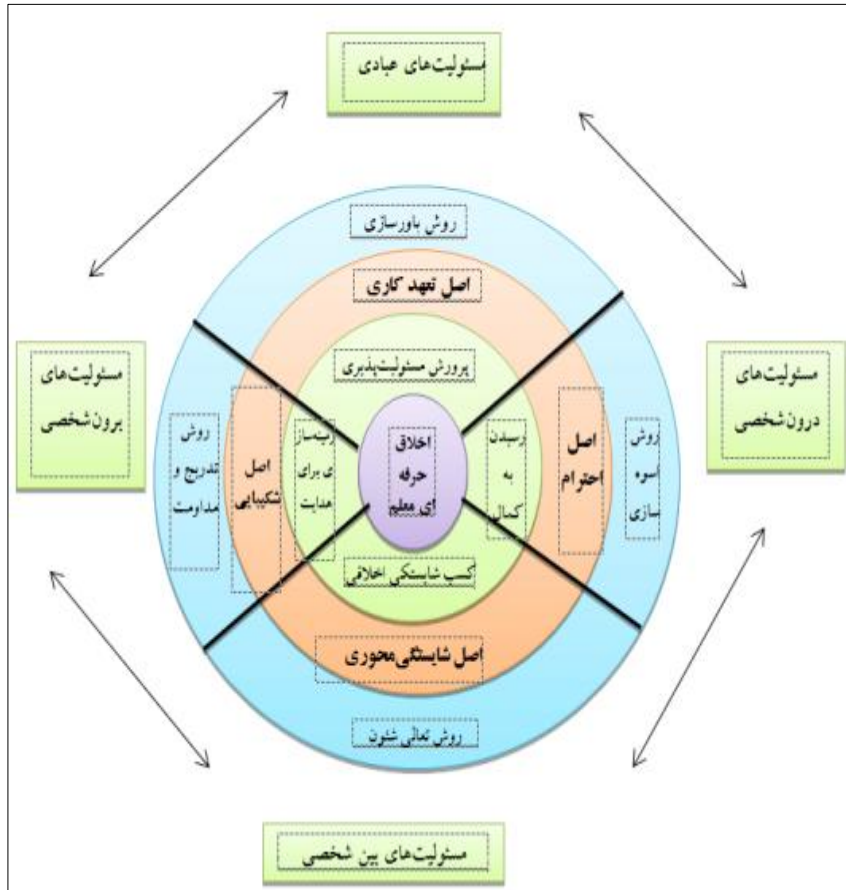 مسئولیت‌های عبادی
روش باورسازی
اصل تعهد کاری
پرورش مسئولیت‌پذیری
مسئولیت‌های
درون‌شخصی
روش
اسوه
سازی
اصل
احترام
رسیدن
به
کمال
اخلاق
حرفه
ای معلم
زمینه‌ساز
ی برای
هدایت
اصل
شکیبایی
روش
تدریج و
مداومت
مسئولیت‌های
برون‌شخصی
کسب شایستگی اخلاقی
اصل شایستگی‌محوری
روش تعالی شئون
مسئولیت‌های بین شخصی